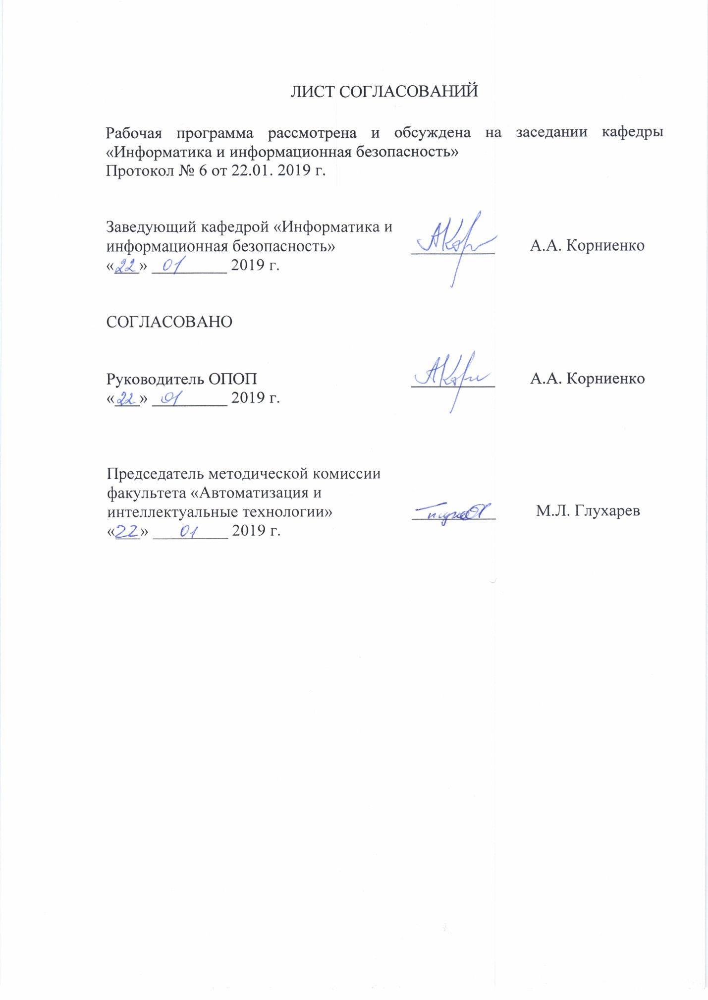 ЛИСТ СОГЛАСОВАНИЙ
Рабочая программа рассмотрена и обсуждена на заседании кафедры
«Информатика и информационная безопасность»
Протокол № 6 от 22.01. 2019 г.
Заведующий кафедрой «Информатика и
информационная безопасность» А.А. Корниенко
«22» 01 2019 г.
СОГЛАСОВАНО
Руководитель ОПОП А.А. Корниенко
«22» 01 2019 г.
Председатель методической комиссии
факультета «Автоматизация и
интеллектуальные технологии» М.Л. Глухарев
«22» 01 2019 г.